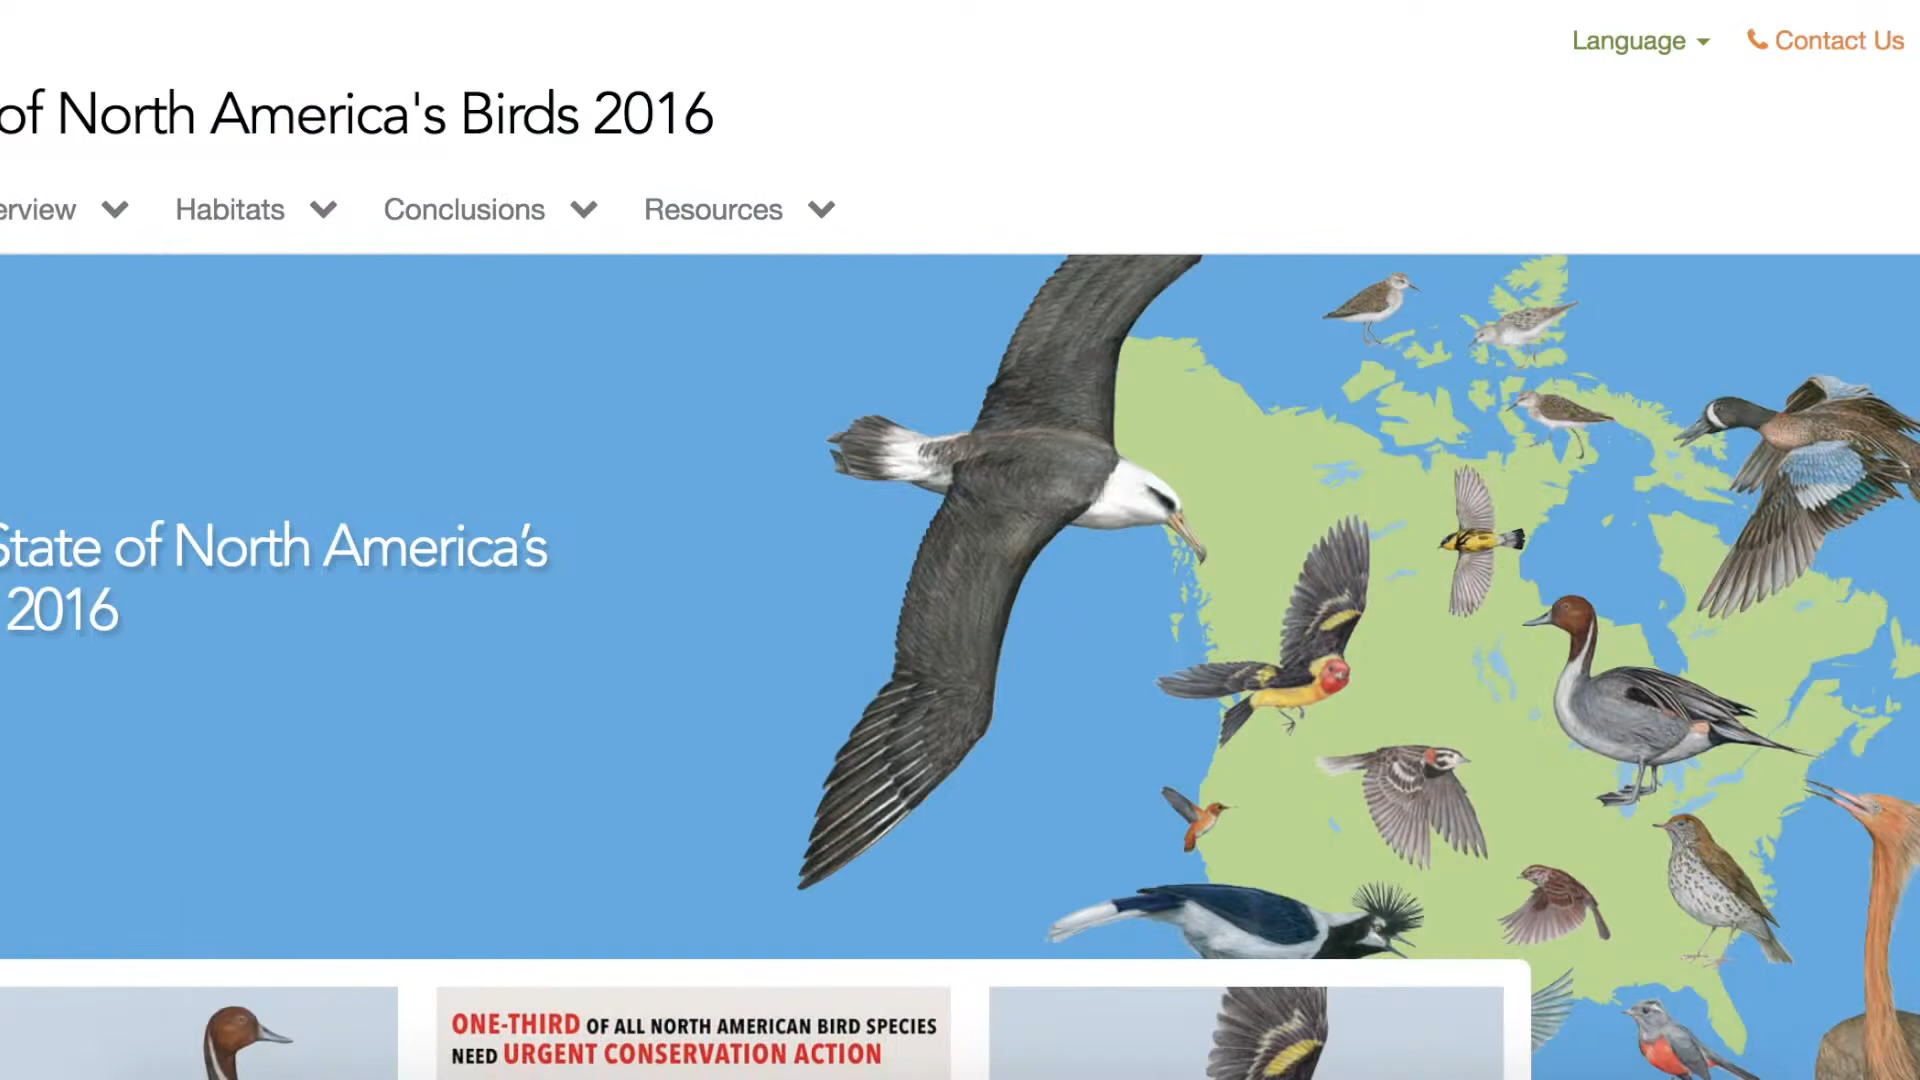 Language
Contact Us
of North America's Birds 2016
erview
Habitats
Conclusions
Resources
State of North America's
2016
ONE-THIRD OF ALL NORTH AMERICAN BIRD SPECIES
NEED URGENT CONSERVATION ACTION